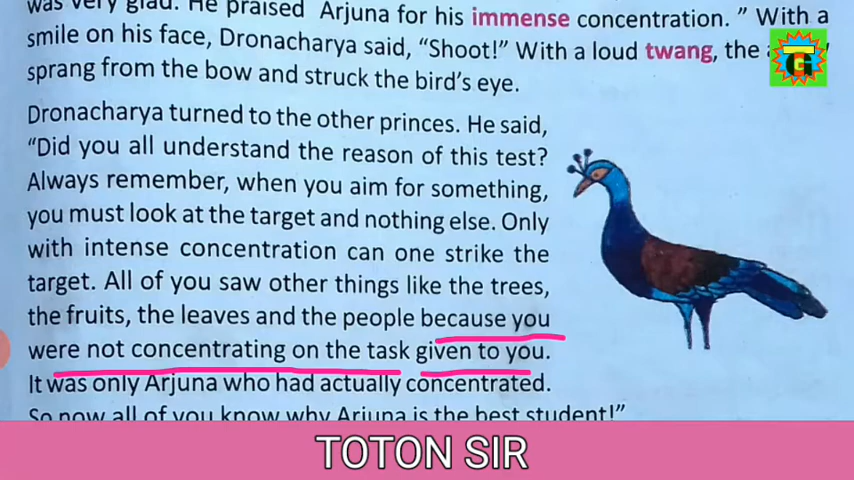 was very glad. He praised Arjuna for his immense concentration. ” With a
smile on his face, Dronacharya said, “Shoot!” With a loud twang, the
sprang from the bow and struck the bird’s eye.
Dronacharya turned to the other princes. He said,
“Did you all understand the reason of this test?
Always remember, when you aim for something,
you must look at the target and nothing else. Only
with intense concentration can one strike the
target. All of you saw other things like the trees,
the fruits, the leaves and the people because you
were not concentrating on the task given to you.
It was only Arjuna who had actually concentrated.
So now all of you know why Arjuna is the best student!”
TOTON SIR